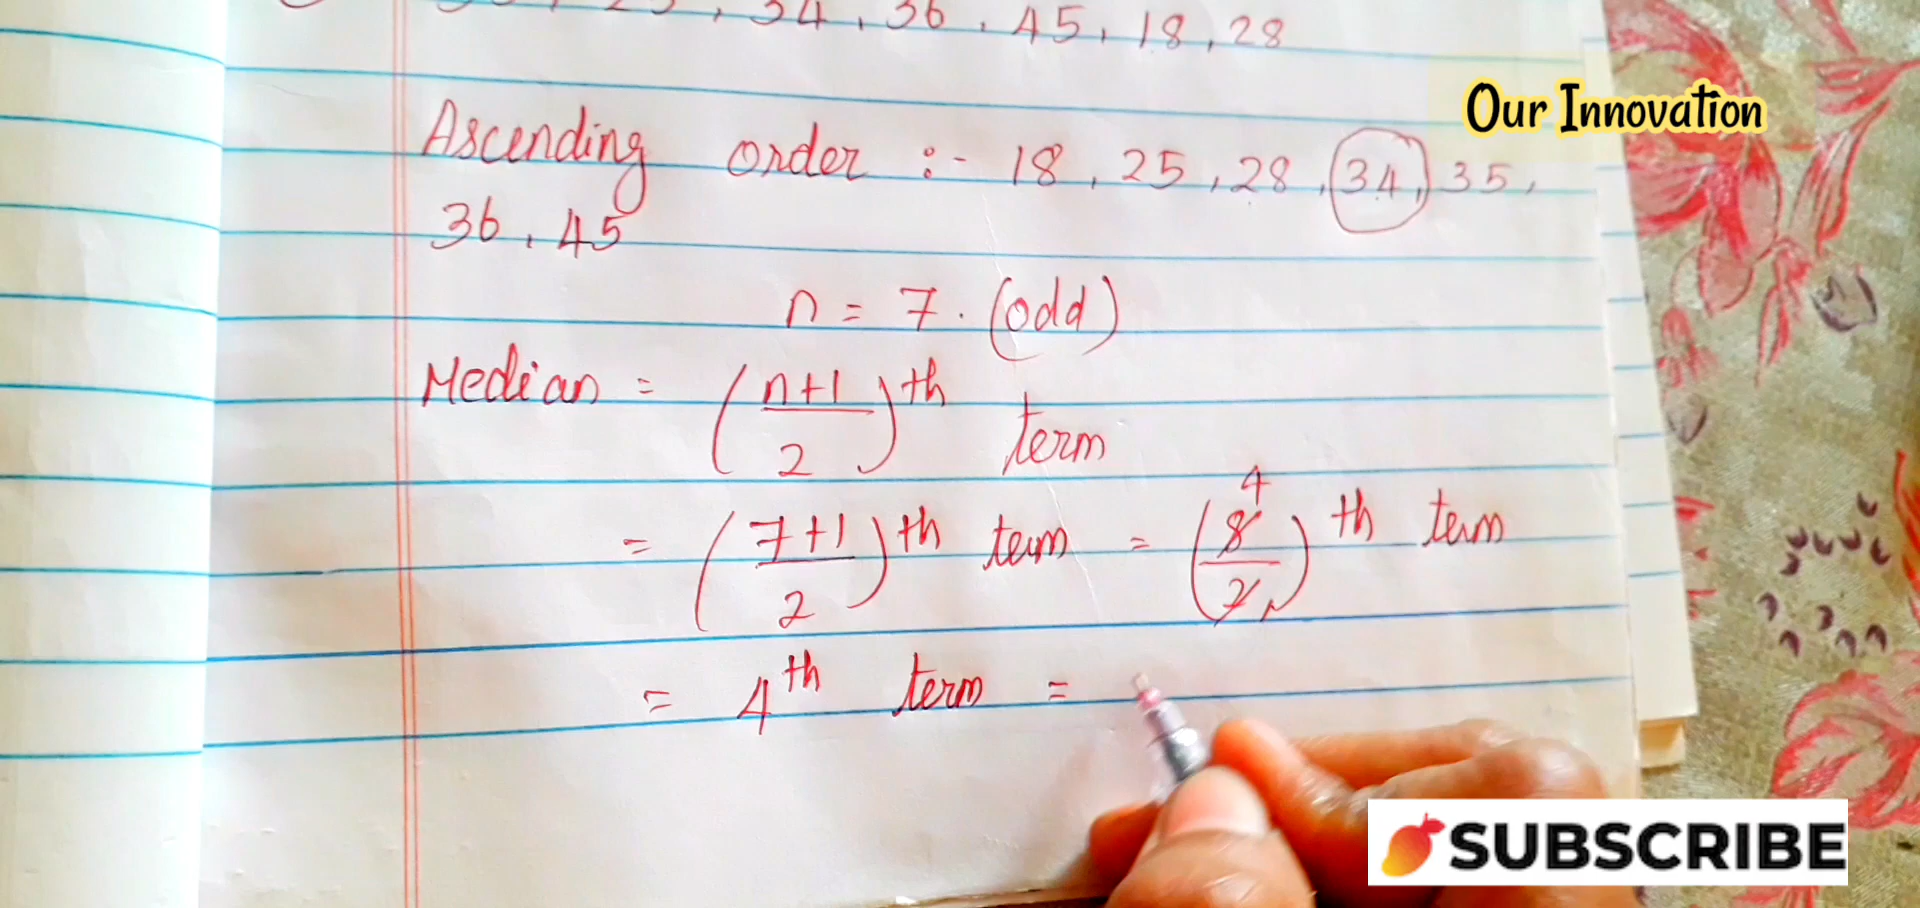 34, 36, 45, 18, 28
Our Innovation
Ascending order :- 18, 25, 28, 34, 35,
36, 45
n = 7. (odd)
Median = (n+1/2)th term
= (7+1/2)th term = (8/2)th term 4
= 4th term =
SUBSCRIBE